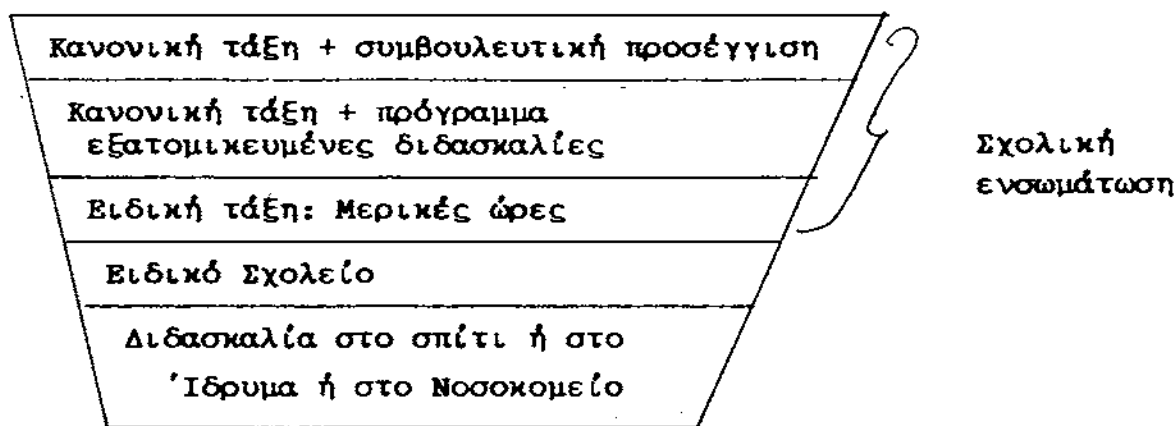 Κανονική τάξη + συμβουλευτική προσέγγιση
Κανονική τάξη + πρόγραμμα
εξατομικευμένες διδασκαλίες
Ειδική τάξη: Μερικές ώρες
Ειδικό Σχολείο
Διδασκαλία στο σπίτι ή στο
Ίδρυμα ή στο Νοσοκομείο
Σχολική
ενσωμάτωση